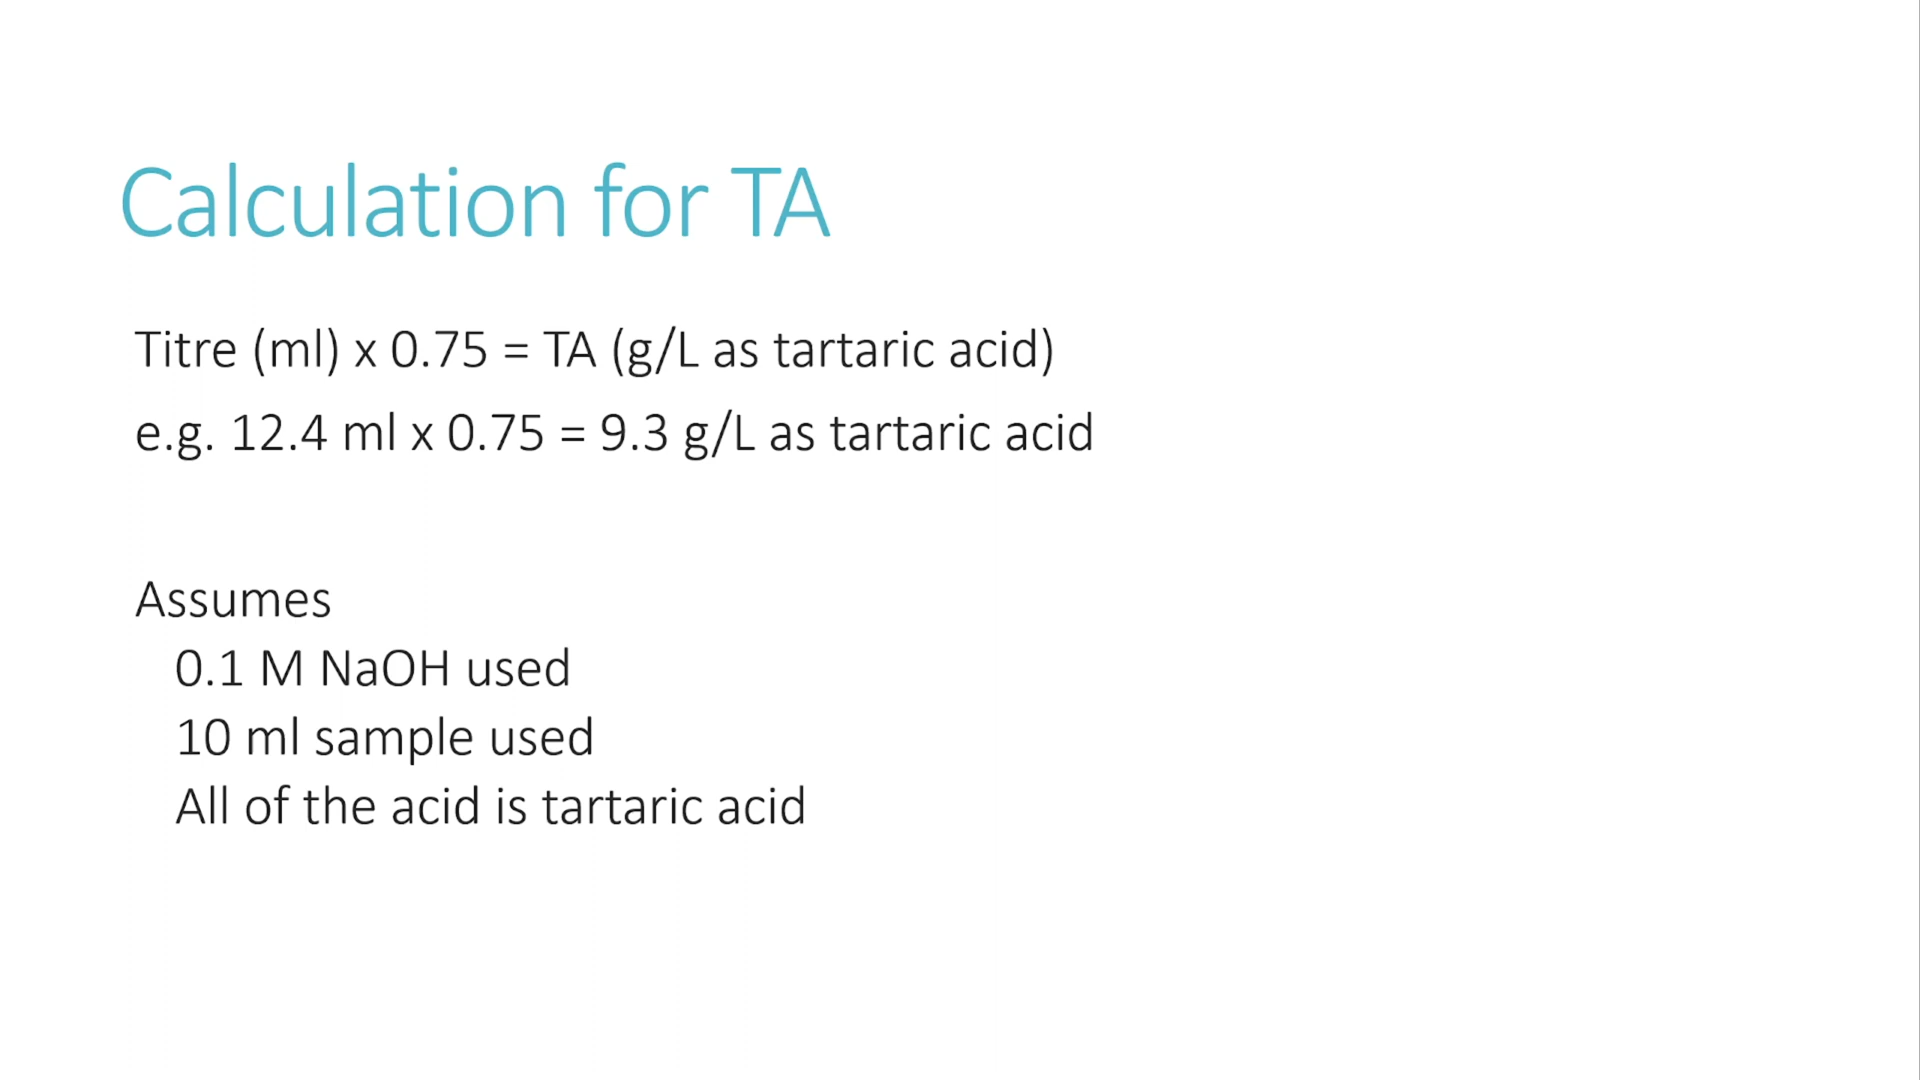 Calculation for TA
Titre (ml) x 0.75 = TA (g/L as tartaric acid)
e.g. 12.4 ml x 0.75 = 9.3 g/L as tartaric acid
Assumes
0.1 M NaOH used
10 ml sample used
All of the acid is tartaric acid